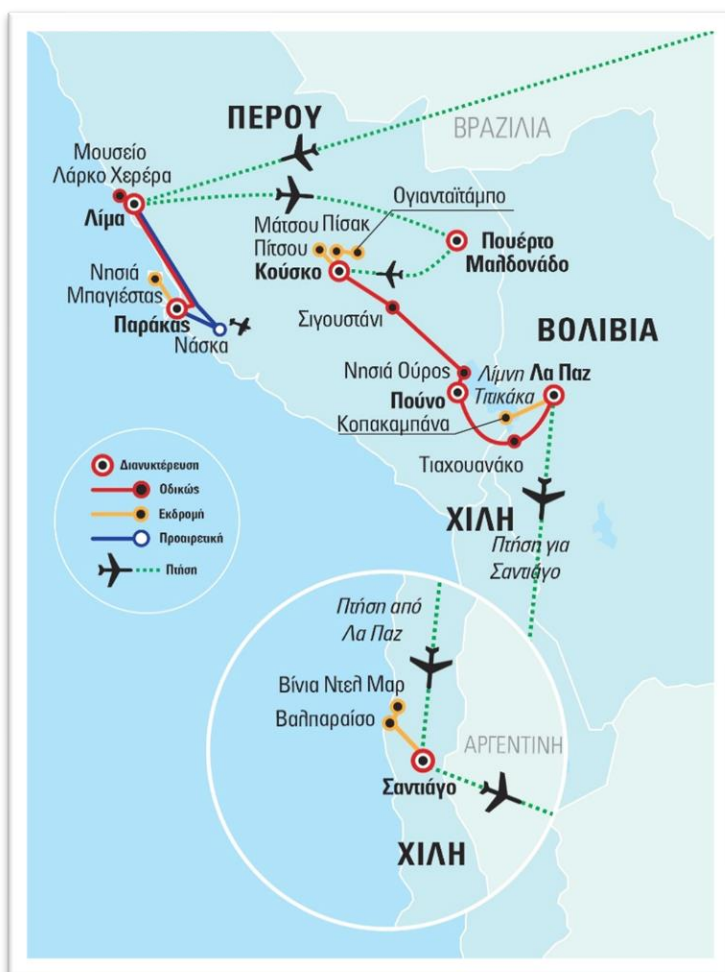 ΠΕΡΟΥ
ΒΡΑΖΙΛΙΑ
Μουσείο
Λάρκο Χερέρα
Λίμα
Ογιανταϊτάμπο
Μάτσου Πίσακ
Πίτσου
Κούσκο
Πουέρτο
Μαλδονάδο
Νησιά
Μπαγιέστας
Παράκας
Νάσκα
Σιγουστάνι
ΒΟΛΙΒΙΑ
Νησιά Ούρος
Λίμνη
Τιτικάκα
Λα Παζ
Πούνο
Κοπακαμπάνα
Τιαχουανάκο
Διανυκτέρευση
Οδικώς
Εκδρομή
Προαιρετική
Πτήση
ΧΙΛΗ
Πτήση για
Σαντιάγο
Πτήση από
Λα Παζ
Βίνια Ντελ Μαρ
Βαλπαραίσο
ΑΡΓΕΝΤΙΝΗ
Σαντιάγο
ΧΙΛΗ